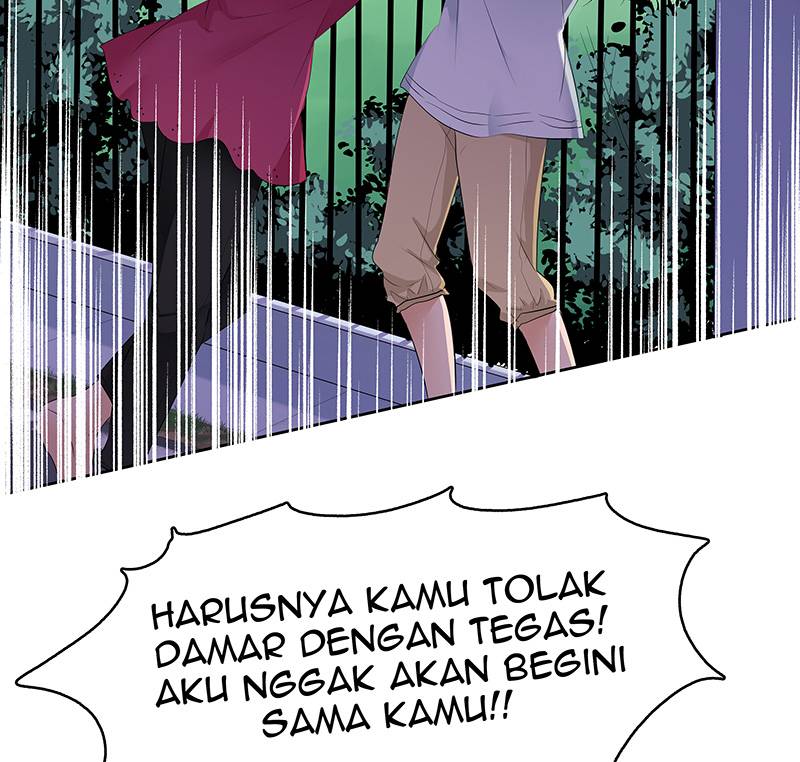 HARUSNYA KAMU TOLAK
DAMAR DENGAN TEGAS!
AKU NGGAK AKAN BEGINI
SAMA KAMU!!